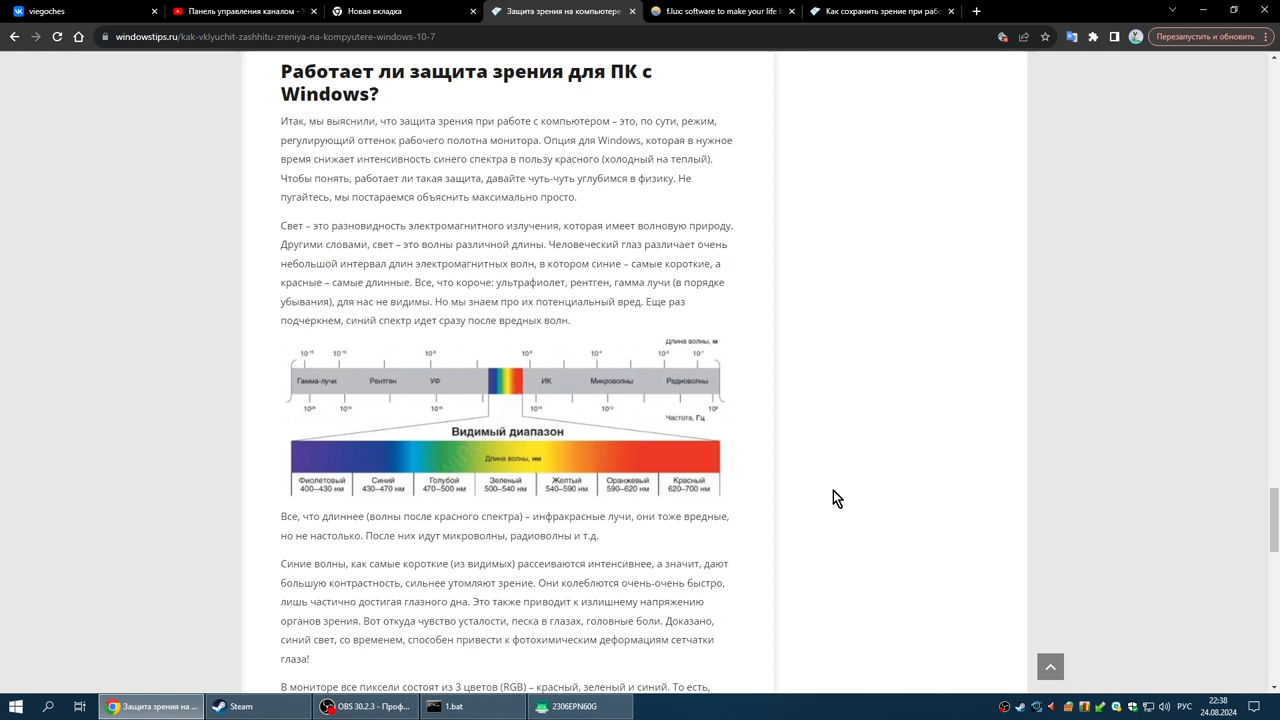 viegoches
Панель управления каналом -
Новая вкладка
Защита зрения на компьютере
f.lux: software to make your life b
Как сохранить зрение при рабо
windowstips.ru/kak-vklyuchit-zashhitu-zreniya-na-kompyutere-windows-10-7
Перезапустить и обновить
Работает ли защита зрения для ПК с
Windows?
Итак, мы выяснили, что защита зрения при работе с компьютером – это, по сути, режим,
регулирующий оттенок рабочего полотна монитора. Опция для Windows, которая в нужное
время снижает интенсивность синего спектра в пользу красного (холодный на теплый).
Чтобы понять, работает ли такая защита, давайте чуть-чуть углубимся в физику. Не
пугайтесь, мы постараемся объяснить максимально просто.
Свет – это разновидность электромагнитного излучения, которая имеет волновую природу.
Другими словами, свет – это волны различной длины. Человеческий глаз различает очень
небольшой интервал длин электромагнитных волн, в котором синие – самые короткие, а
красные – самые длинные. Все, что короче: ультрафиолет, рентген, гамма лучи (в порядке
убывания), для нас не видимы. Но мы знаем про их потенциальный вред. Еще раз
подчеркнем, синий спектр идет сразу после вредных волн.
Длина волны, м
Гамма-лучи Рентген УФ ИК Микроволны Радиоволны
Частота, Гц
Видимый диапазон
Длина волны, нм
Фиолетовый Синий Голубой Зеленый Желтый Оранжевый Красный
400–430 нм 430–470 нм 470–500 нм 500–540 нм 540–590 нм 590–620 нм 620–700 нм
Все, что длиннее (волны после красного спектра) – инфракрасные лучи, они тоже вредные,
но не настолько. После них идут микроволны, радиоволны и т.д.
Синие волны, как самые короткие (из видимых) рассеиваются интенсивнее, а значит, дают
большую контрастность, сильнее утомляют зрение. Они колеблются очень-очень быстро,
лишь частично достигая глазного дна. Это также приводит к излишнему напряжению
органов зрения. Вот откуда чувство усталости, песка в глазах, головные боли. Доказано,
синий свет, со временем, способен привести к фотохимическим деформациям сетчатки
глаза!
В мониторе все пиксели состоят из 3 цветов (RGB) – красный, зеленый и синий. То есть,
Защита зрения на ...
Steam
OBS 30.2.3 - Проф...
1.bat
2306EPN60G
РУС
22:38
24.08.2024